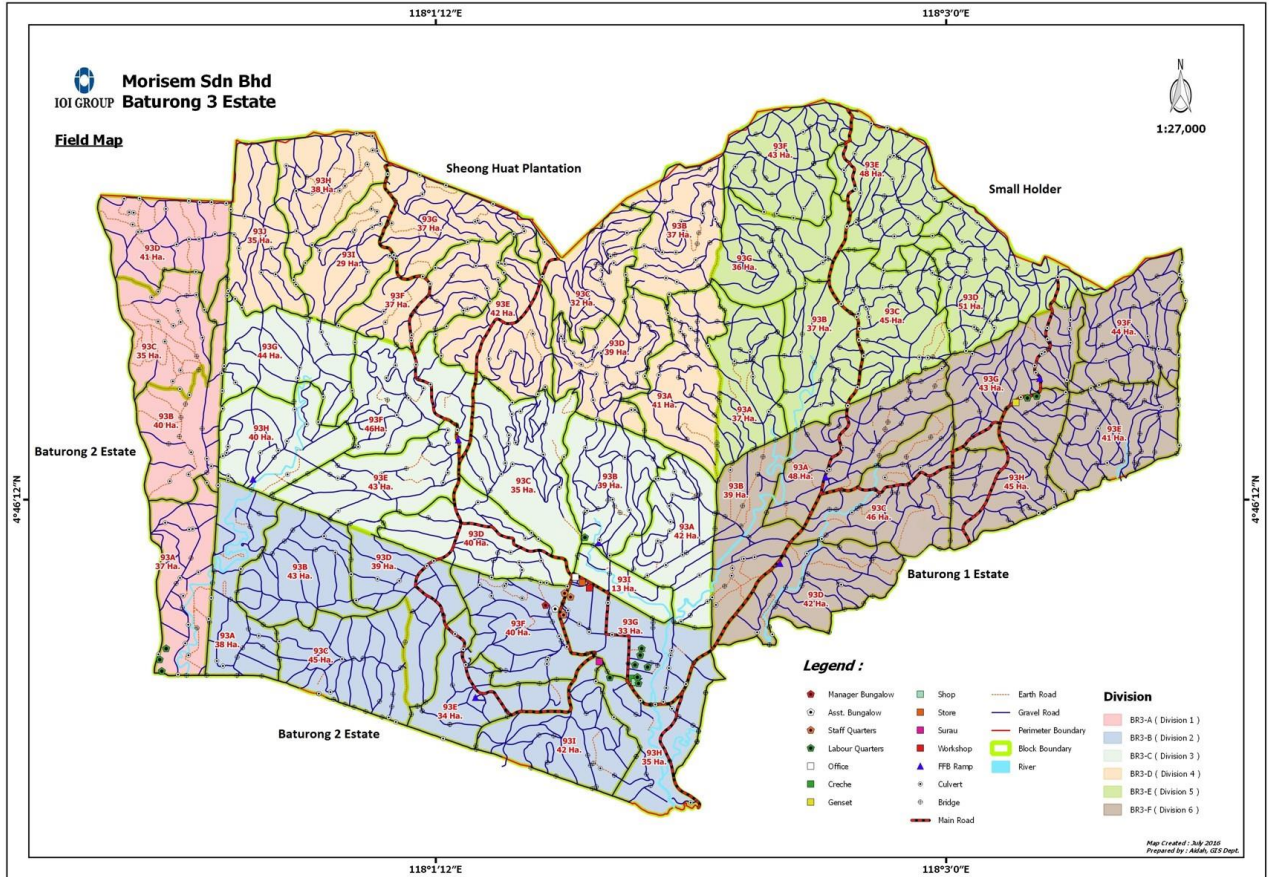 118°1'12"E
118°3'0"E
IOI GROUP
Morisem Sdn Bhd
Baturong 3 Estate
Field Map
N
1:27,000
Sheong Huat Plantation
Small Holder
Baturong 2 Estate
Baturong 1 Estate
Baturong 2 Estate
4°46'12"N
4°46'12"N
93D
41 Ha.
93C
35 Ha.
93B
40 Ha.
93A
37 Ha.
93J
35 Ha.
93H
38 Ha.
93I
29 Ha.
93G
37 Ha.
93F
37 Ha.
93E
42 Ha.
93C
32 Ha.
93B
37 Ha.
93D
39 Ha.
93A
41 Ha.
93F
43 Ha.
93E
48 Ha.
93G
36 Ha.
93B
37 Ha.
93C
45 Ha.
93D
51 Ha.
93A
37 Ha.
93G
44 Ha.
93H
40 Ha.
93F
46Ha.
93E
43 Ha.
93C
35 Ha.
93B
39 Ha.
93A
42 Ha.
93D
40 Ha.
93I
13 Ha.
93B
39 Ha.
93A
48 Ha.
93C
46 Ha.
93D
42 Ha.
93G
43 Ha.
93F
44 Ha.
93E
41 Ha.
93H
45 Ha.
93B
43 Ha.
93D
39 Ha.
93A
38 Ha.
93C
45 Ha.
93F
40 Ha.
93G
33 Ha.
93E
34 Ha.
93I
42 Ha.
93H
35 Ha.
Legend :
Manager Bungalow
Asst. Bungalow
Staff Quarters
Labour Quarters
Office
Creche
Genset
Shop
Store
Surau
Workshop
FFB Ramp
Culvert
Bridge
Main Road
Earth Road
Gravel Road
Perimeter Boundary
Block Boundary
River
Division
BR3-A ( Division 1 )
BR3-B ( Division 2 )
BR3-C ( Division 3 )
BR3-D ( Division 4 )
BR3-E ( Division 5 )
BR3-F ( Division 6 )
Map Created : July 2016
Prepared by : Aidah, GIS Dept.
118°1'12"E
118°3'0"E